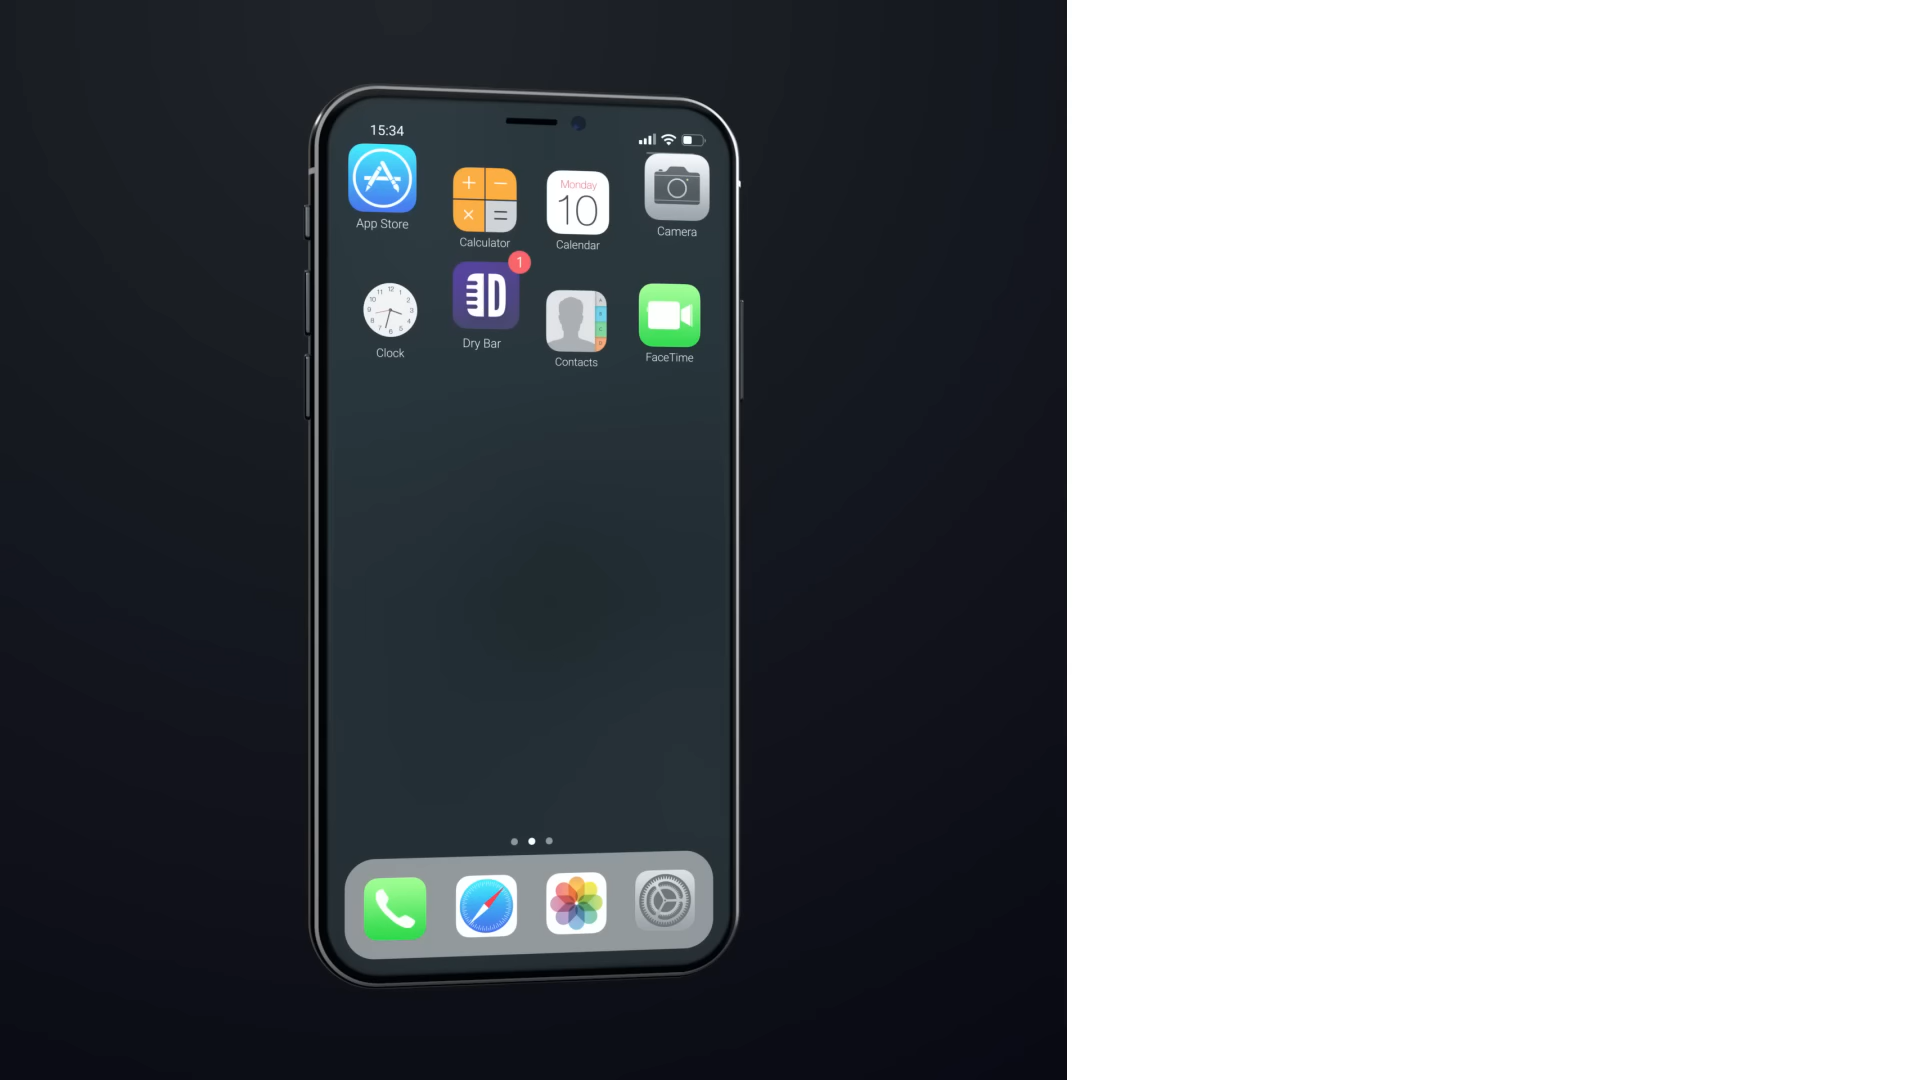 15:34
App Store
Calculator
Monday
10
Calendar
Camera
Clock
1
Dry Bar
Contacts
FaceTime